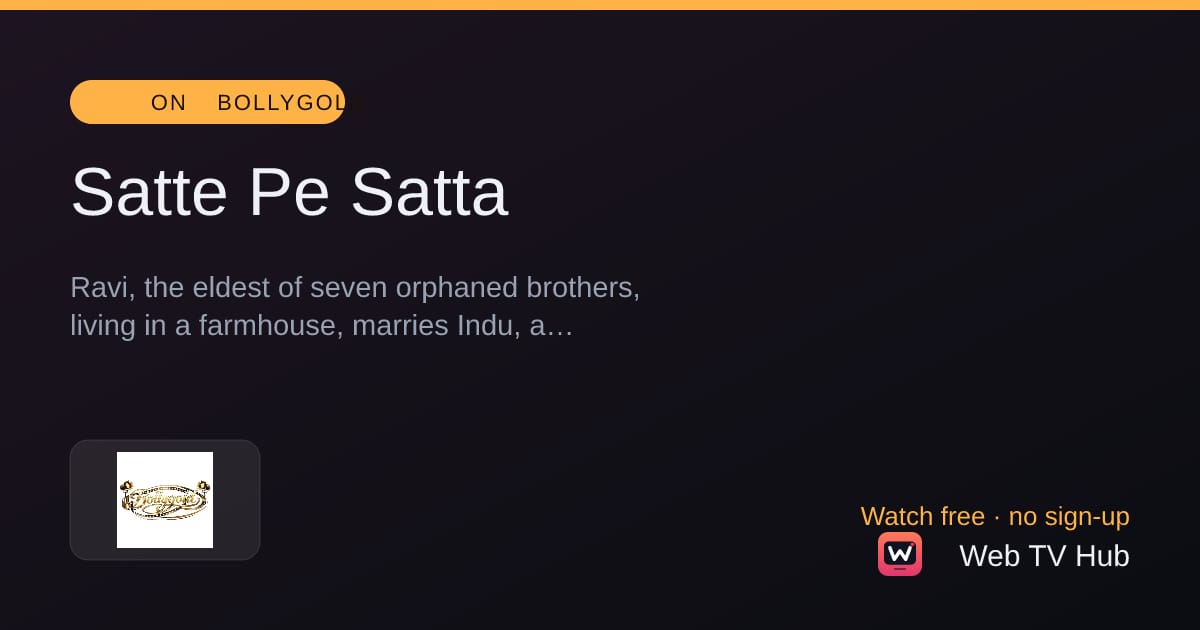 ON BOLLYGOL
Satte Pe Satta
Ravi, the eldest of seven orphaned brothers,
living in a farmhouse, marries Indu, a…
Bollygold
Watch free · no sign-up
W
Web TV Hub